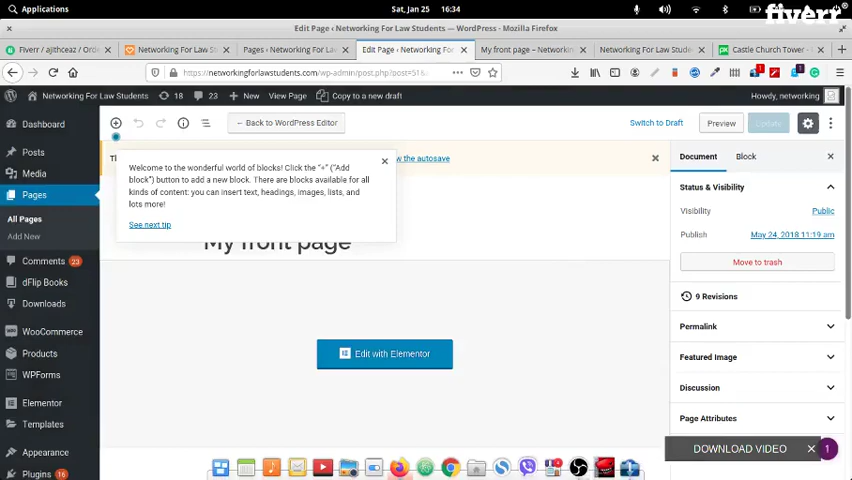 Applications
Sat, Jan 25
16:34
fiverr
Edit Page ‹ Networking For Law Students — WordPress - Mozilla Firefox
Fiverr / ajitheaz / Ord
Networking For Law S
Pages ‹ Networking For L
Edit Page ‹ Networking For
My front page – Networkin
Networking For Law Stude
Castle Church Tower -
https://networkingforlawstudents.com/wp-admin/post.php?post=516
Networking For Law Students
18
23
New
View Page
Copy to a new draft
Howdy, networking
Dashboard
Posts
Media
Pages
All Pages
Add New
Comments 23
dFlip Books
Downloads
WooCommerce
Products
WPForms
Elementor
Templates
Appearance
Plugins 16
← Back to WordPress Editor
Switch to Draft
Preview
Update
w the autosave
Welcome to the wonderful world of blocks! Click the “+” (“Add
block”) button to add a new block. There are blocks available for all
kinds of content: you can insert text, headings, images, lists, and
lots more!
See next tip
My front page
Edit with Elementor
Document
Block
Status & Visibility
Visibility
Public
Publish
May 24, 2018 11:19 am
Move to trash
9 Revisions
Permalink
Featured Image
Discussion
Page Attributes
DOWNLOAD VIDEO
1